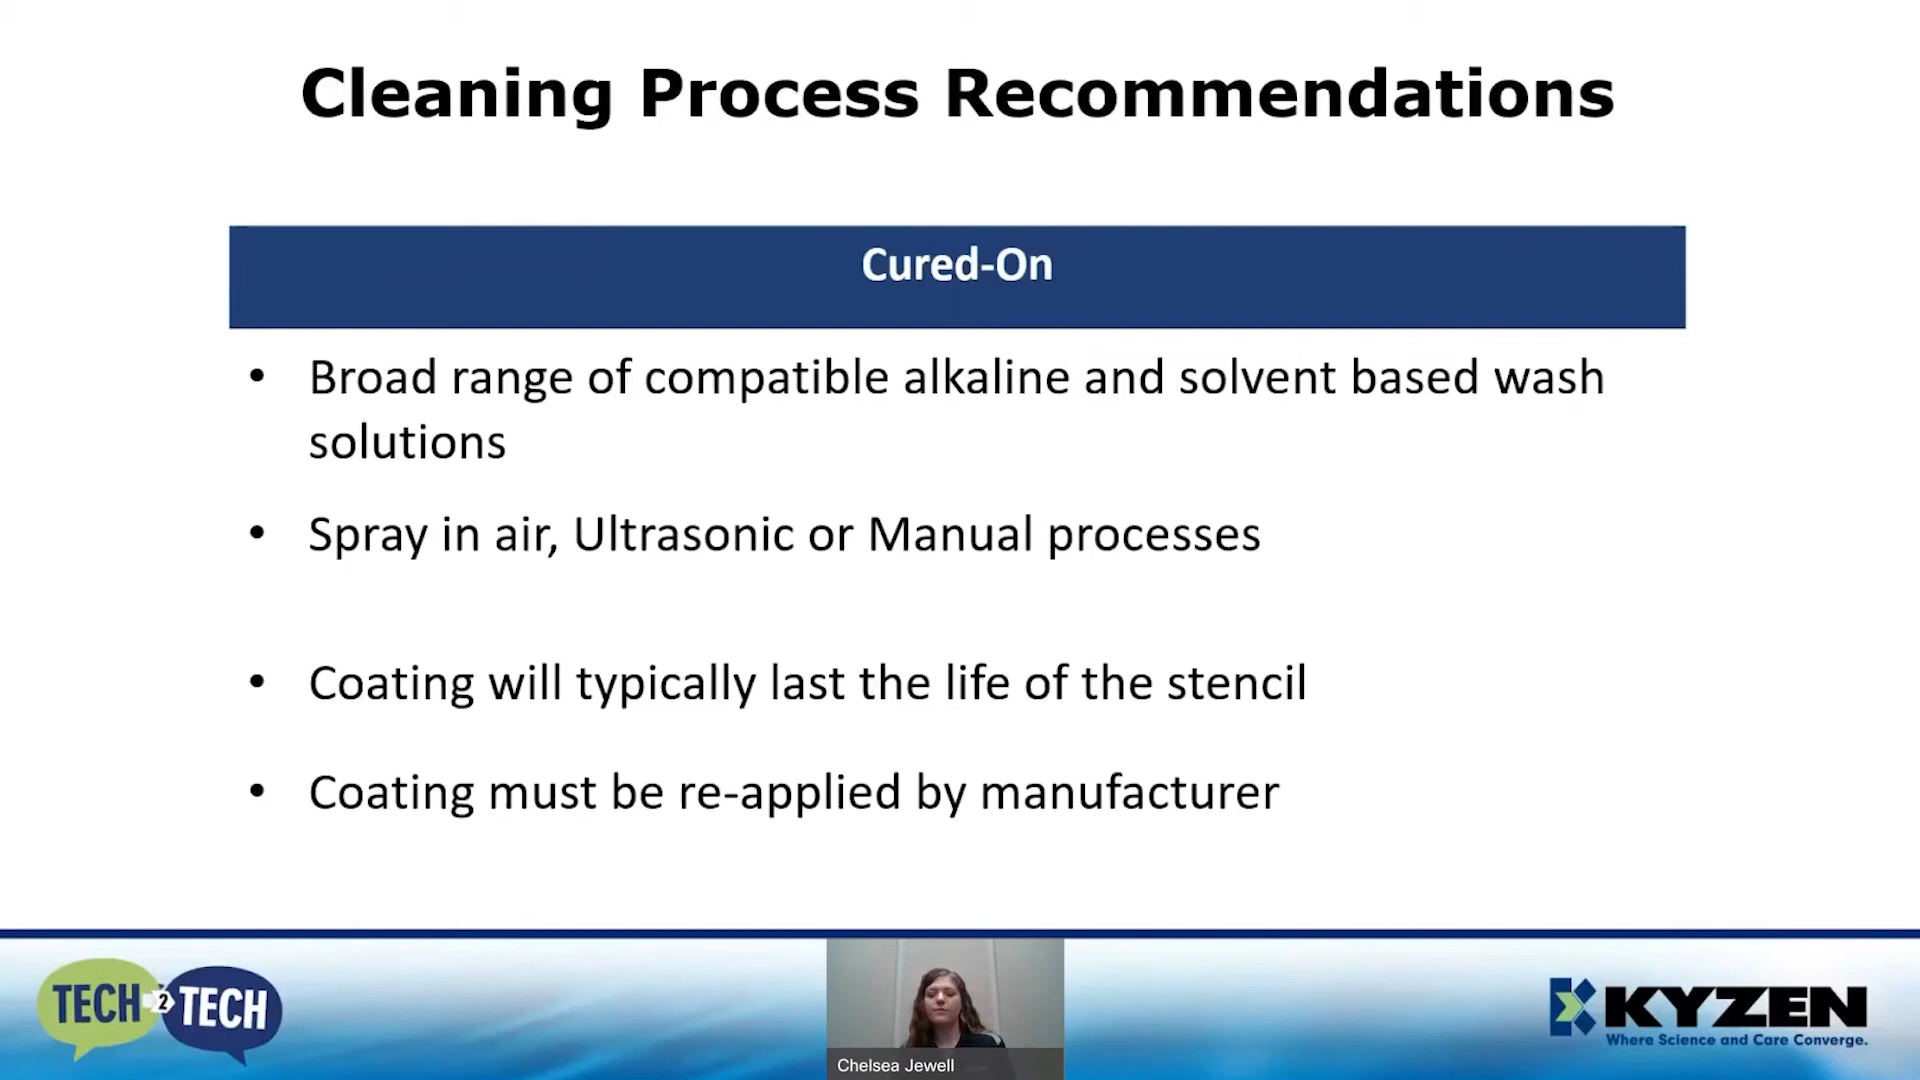 Cleaning Process Recommendations
Cured-On
• Broad range of compatible alkaline and solvent based wash
solutions
• Spray in air, Ultrasonic or Manual processes
• Coating will typically last the life of the stencil
• Coating must be re-applied by manufacturer
TECH 2 TECH
Chelsea Jewell
KYZEN
Where Science and Care Converge.